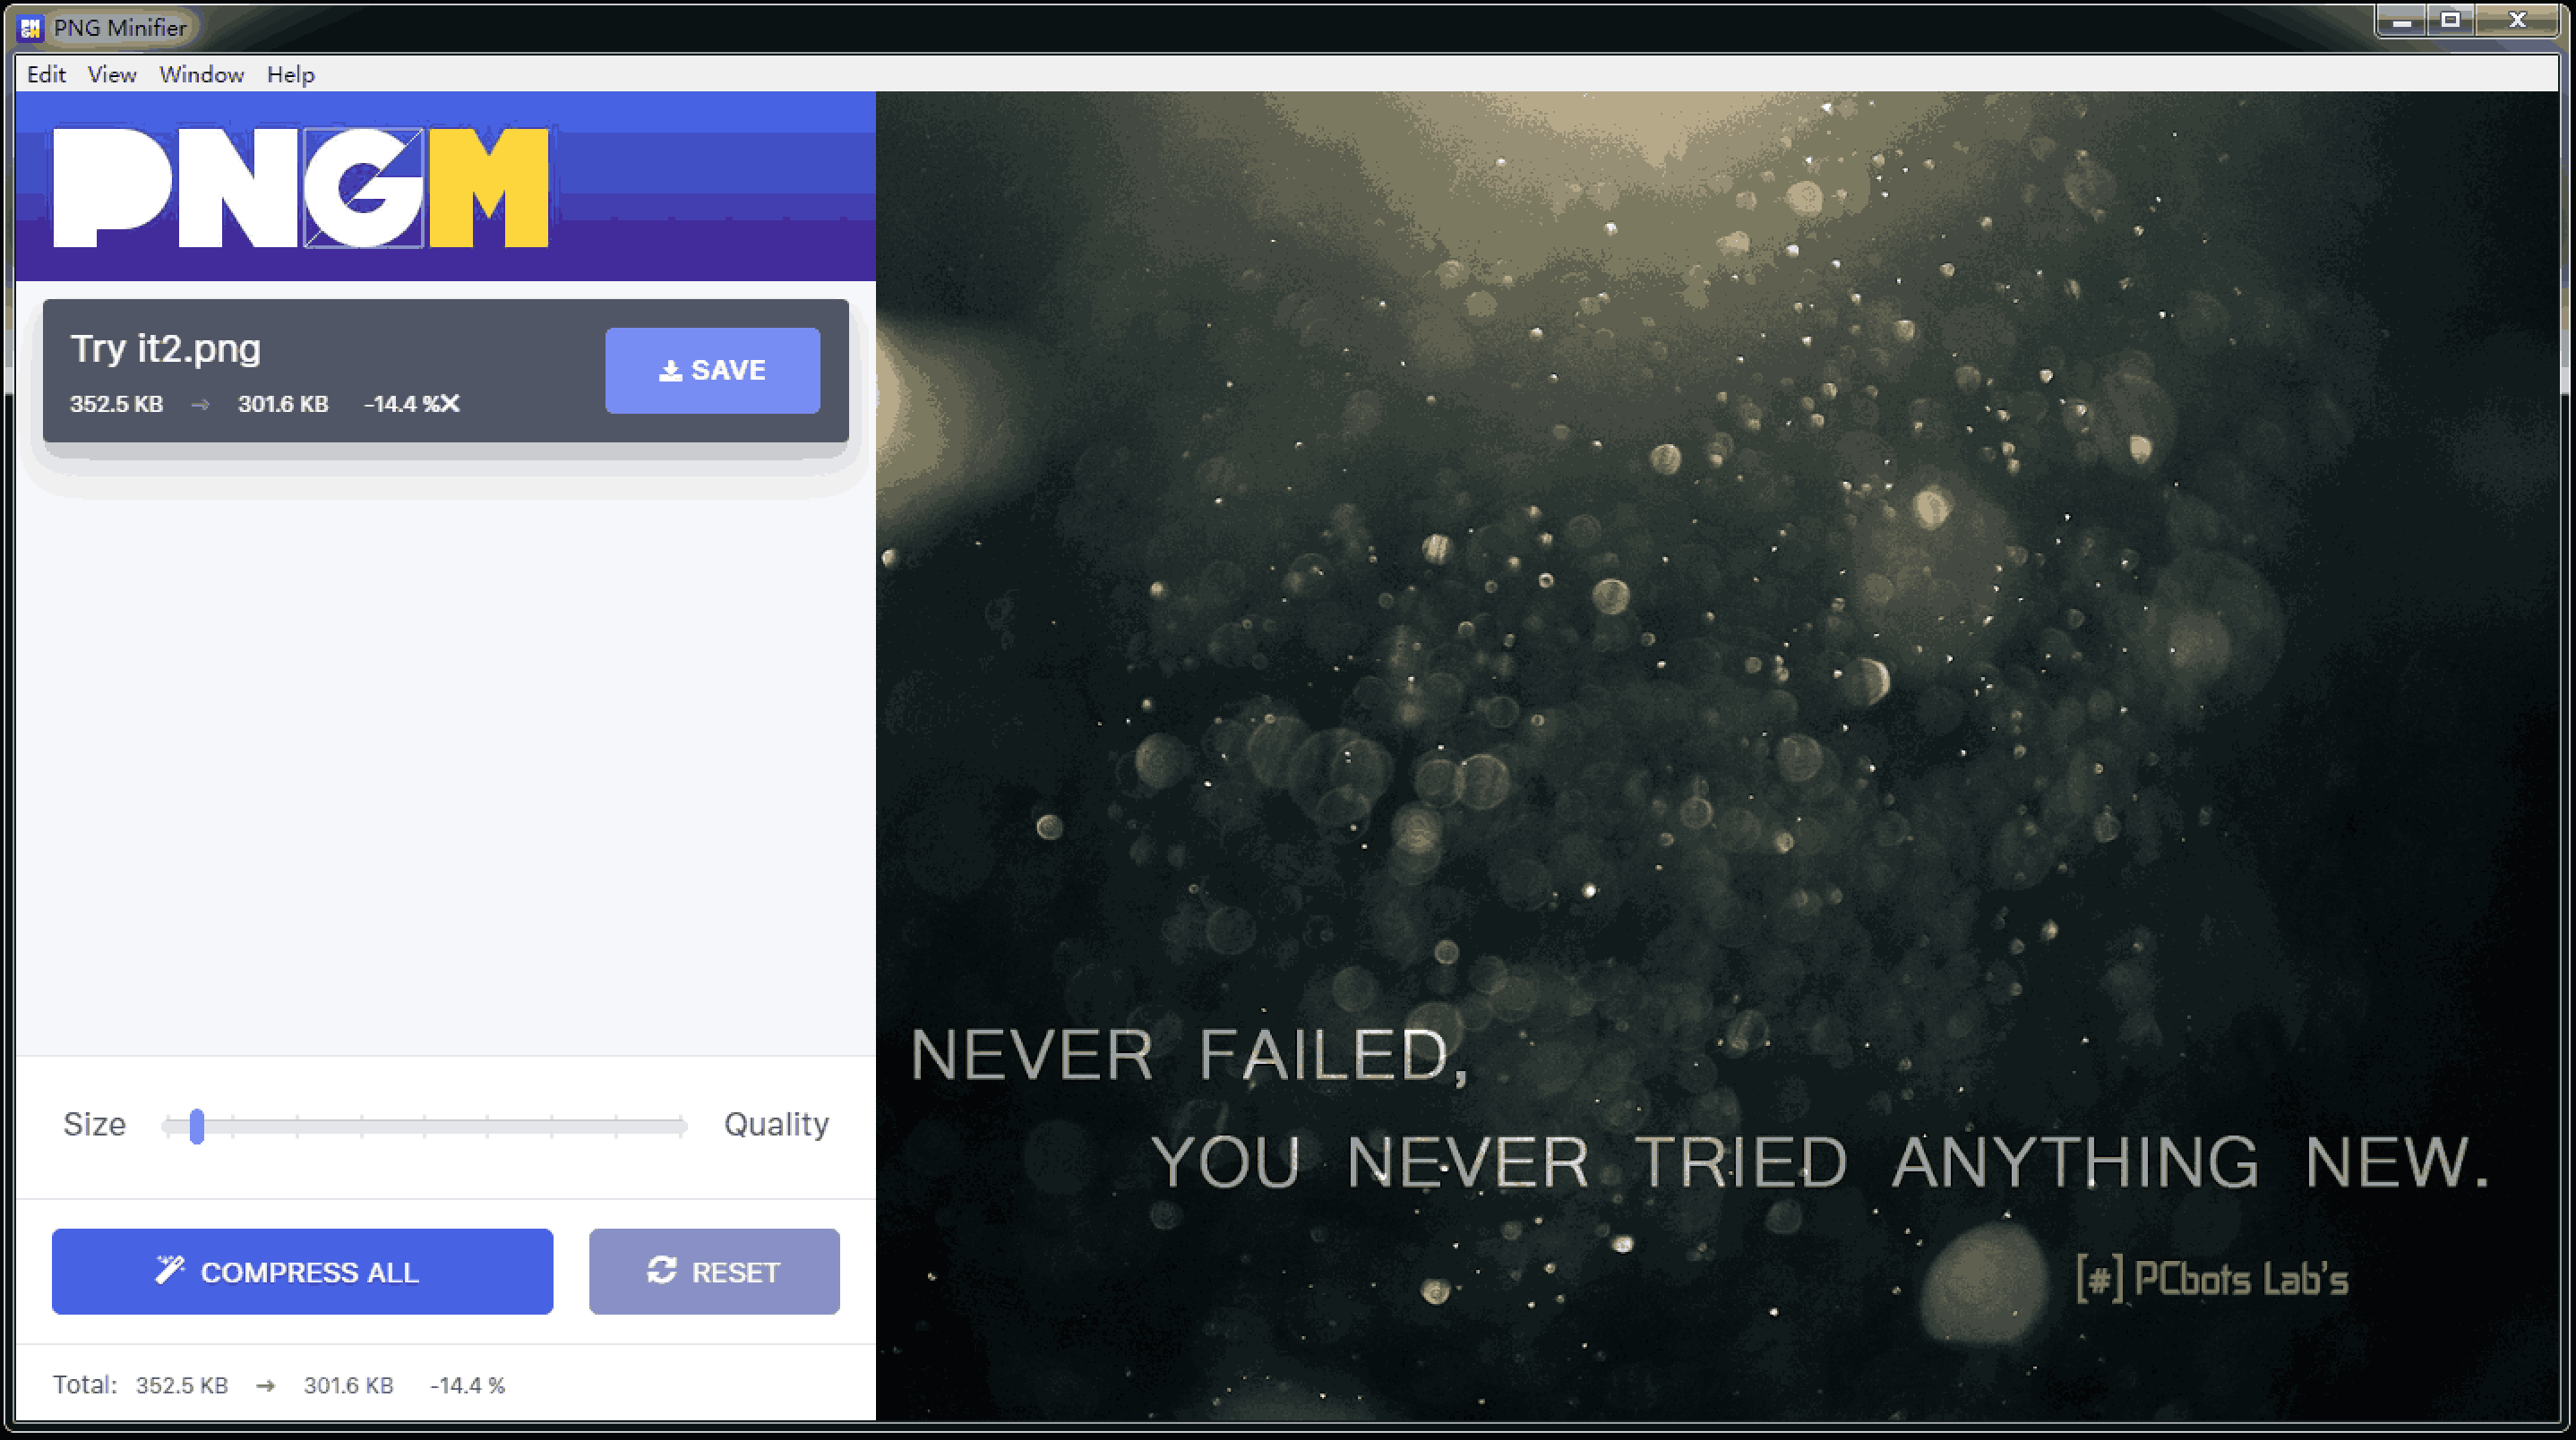 PNG Minifier
Edit View Window Help
PNGM
Try it2.png
352.5 KB → 301.6 KB -14.4 %
SAVE
Size Quality
COMPRESS ALL RESET
Total: 352.5 KB → 301.6 KB -14.4 %
NEVER FAILED,
YOU NEVER TRIED ANYTHING NEW.
[#] PCbots Lab's